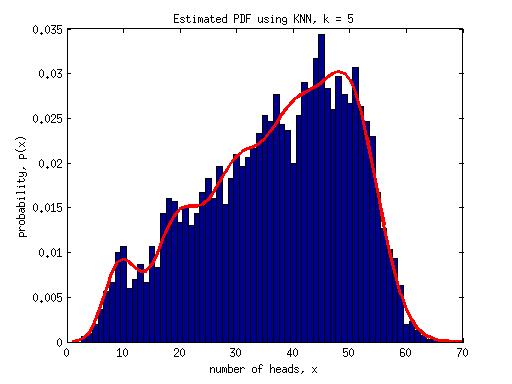 Estimated PDF using KNN, k = 5
0.035
0.03
0.025
0.02
0.015
0.01
0.005
0
probability, p(x)
0 10 20 30 40 50 60 70
number of heads, x